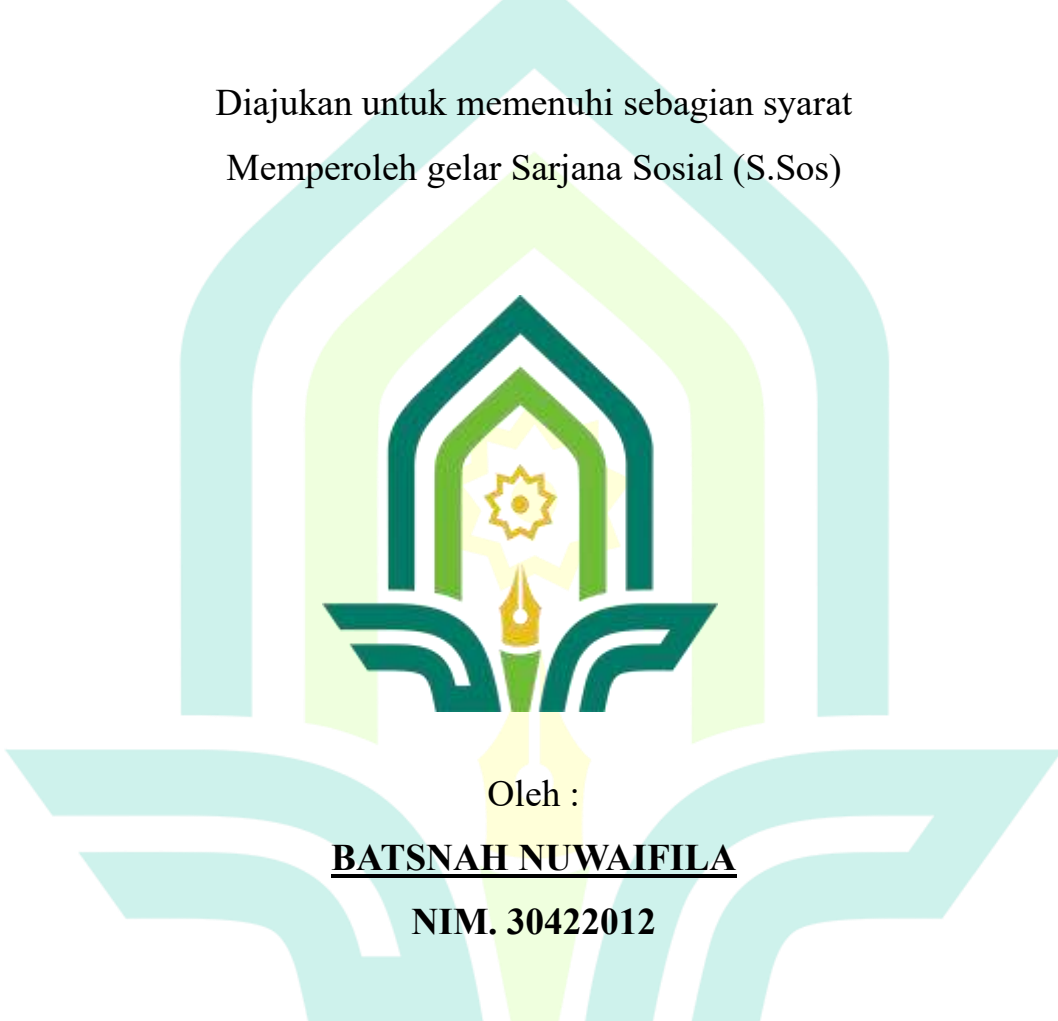 Diajukan untuk memenuhi sebagian syarat
Memperoleh gelar Sarjana Sosial (S.Sos)
Oleh :
BATSNAH NUWAIFILA
NIM. 30422012